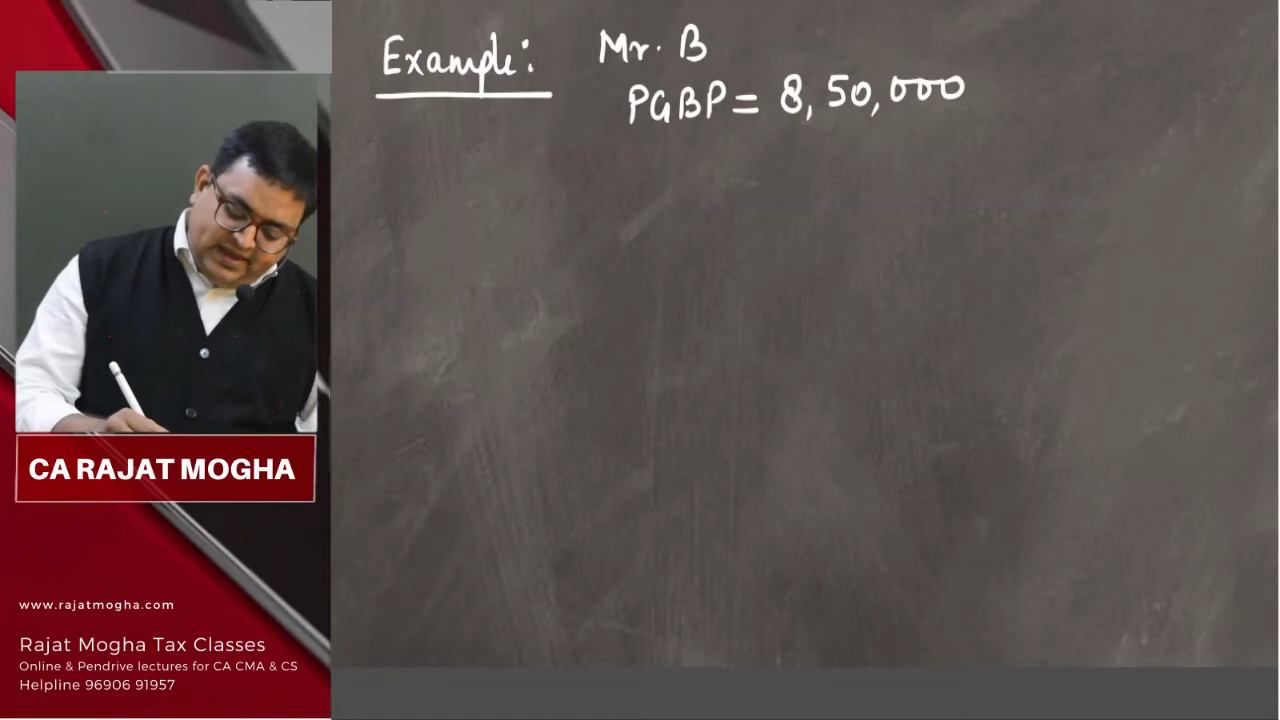 Example: Mr. B
PGBP = 8,50,000
CA RAJAT MOGHA
www.rajatmogha.com
Rajat Mogha Tax Classes
Online & Pendrive lectures for CA CMA & CS
Helpline 96906 91957